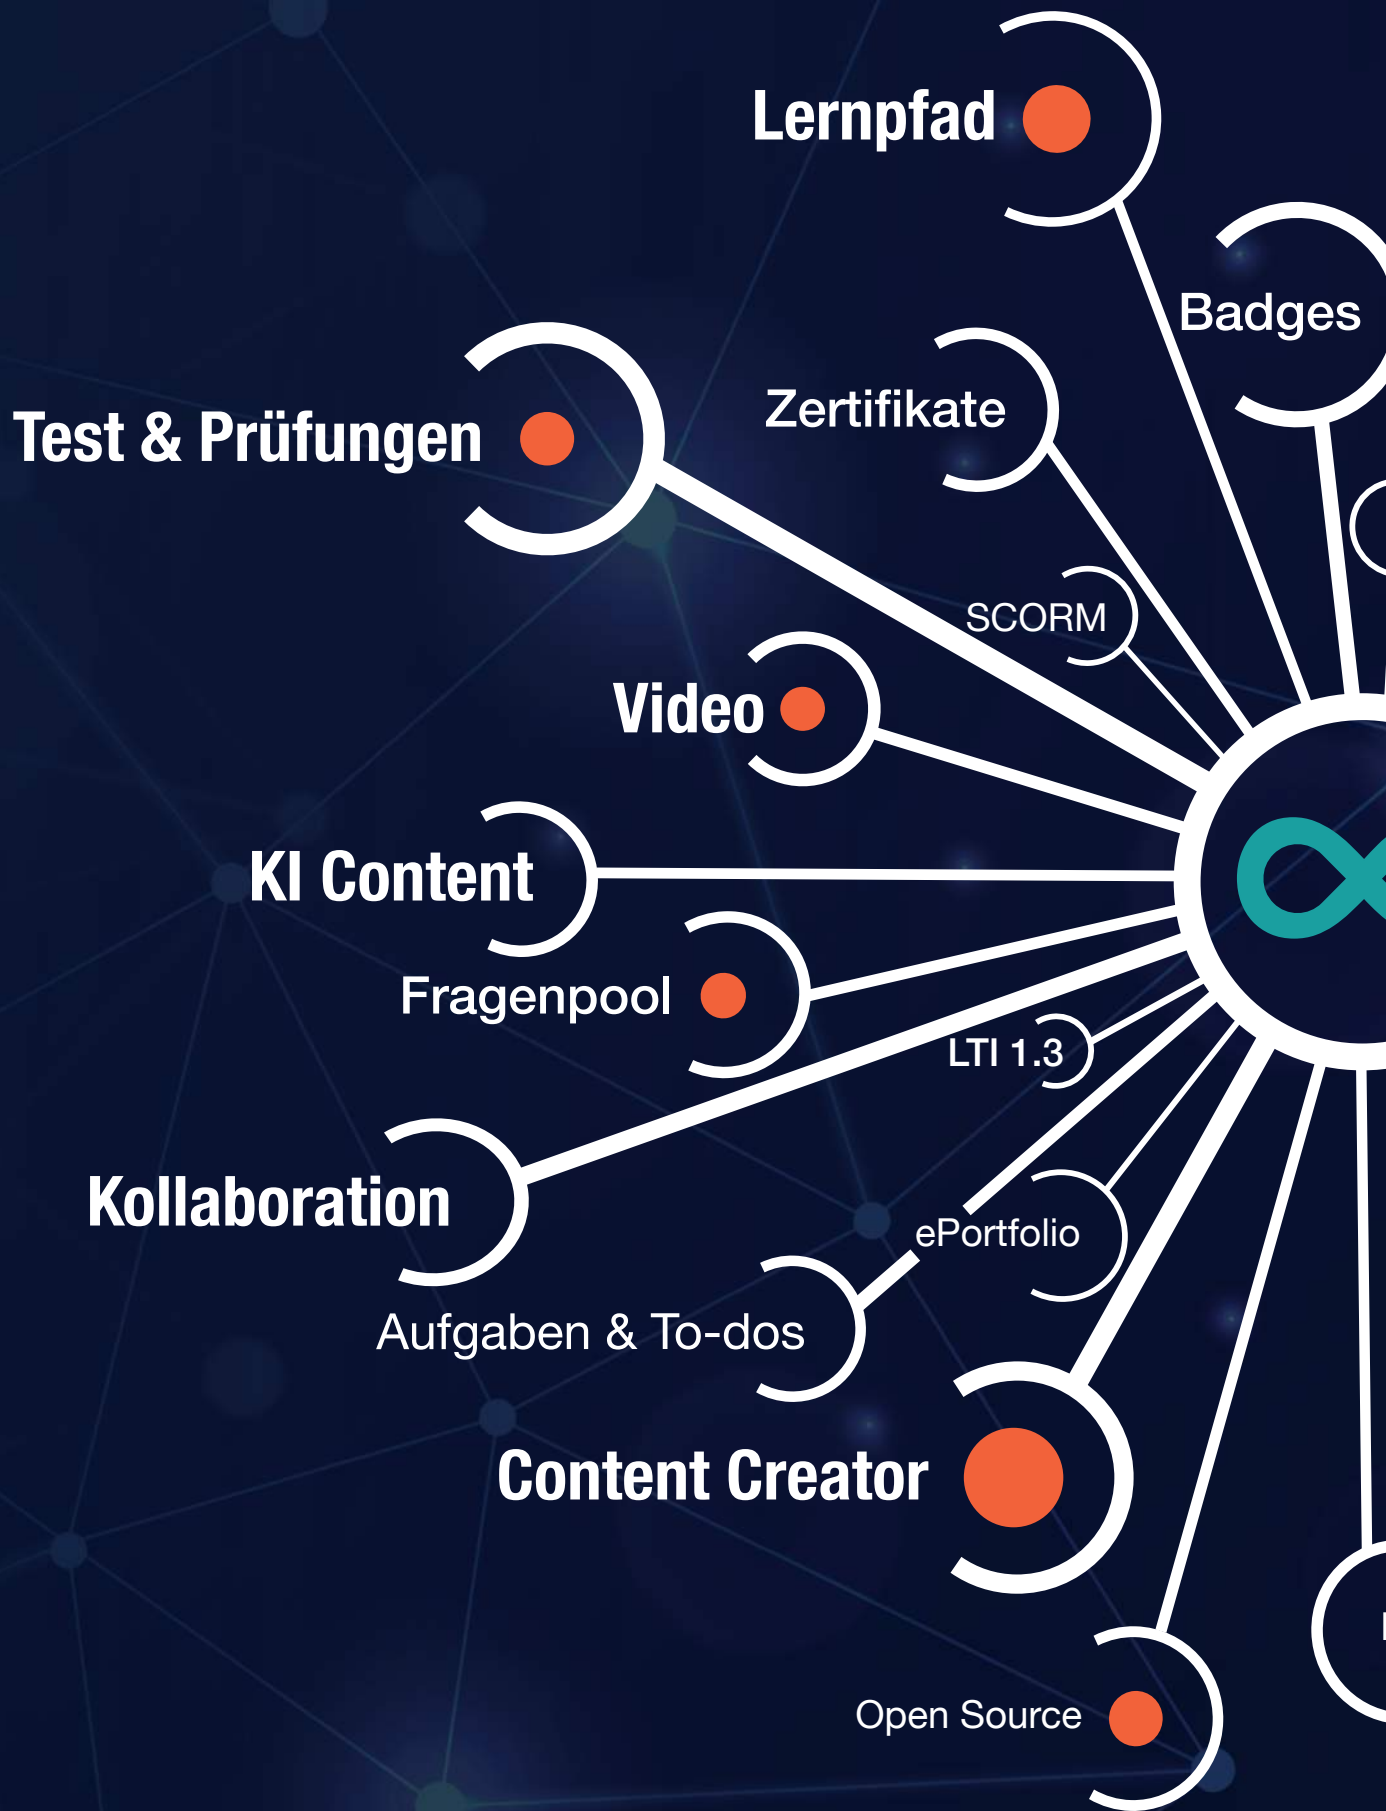 Lernpfad
Badges
Zertifikate
Test & Prüfungen
SCORM
Video
KI Content
Fragenpool
LTI 1.3
Kollaboration
ePortfolio
Aufgaben & To-dos
Content Creator
Open Source